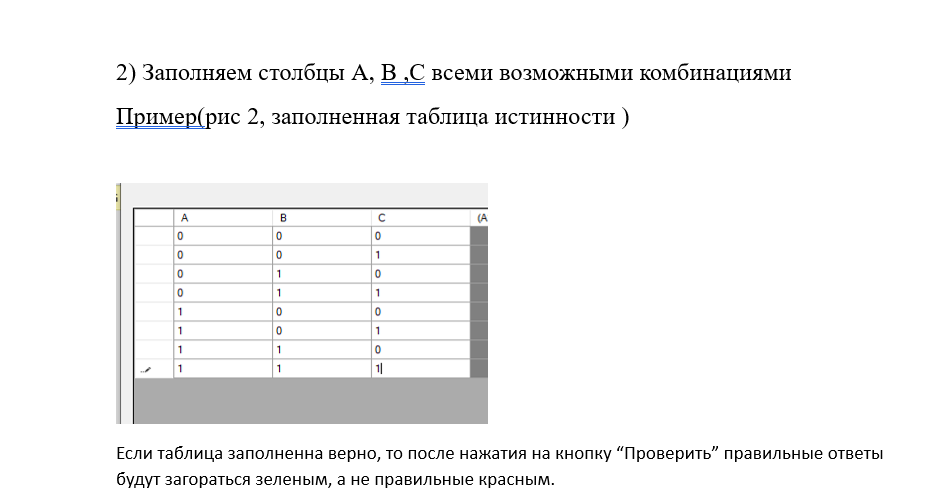 2) Заполняем столбцы А, В ,С всеми возможными комбинациями
Пример(рис 2, заполненная таблица истинности )
A B C (A
0 0 0
0 0 1
0 1 0
0 1 1
1 0 0
1 0 1
1 1 0
1 1 1
Если таблица заполненна верно, то после нажатия на кнопку “Проверить” правильные ответы
будут загораться зеленым, а не правильные красным.